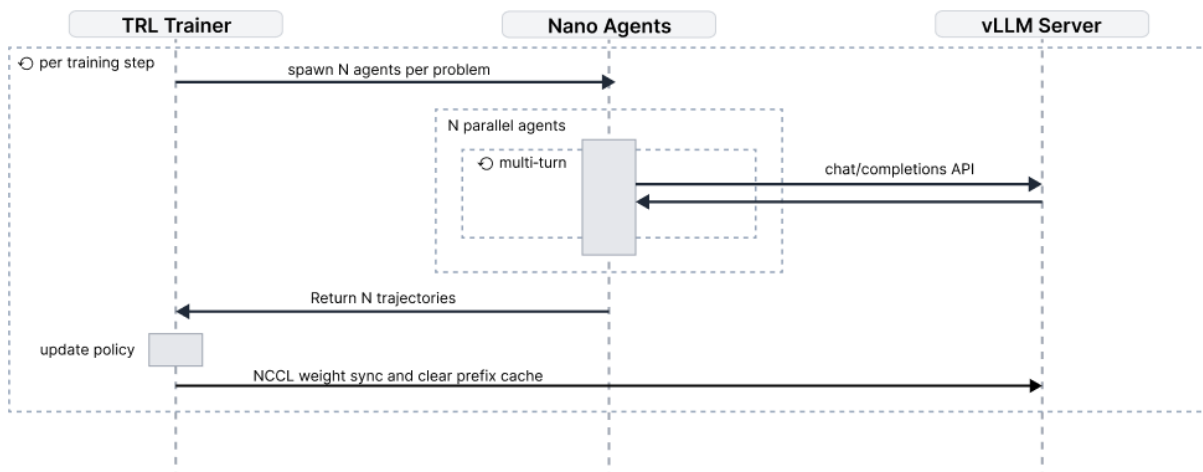 TRL Trainer
Nano Agents
vLLM Server
per training step
spawn N agents per problem
N parallel agents
multi-turn
chat/completions API
Return N trajectories
update policy
NCCL weight sync and clear prefix cache